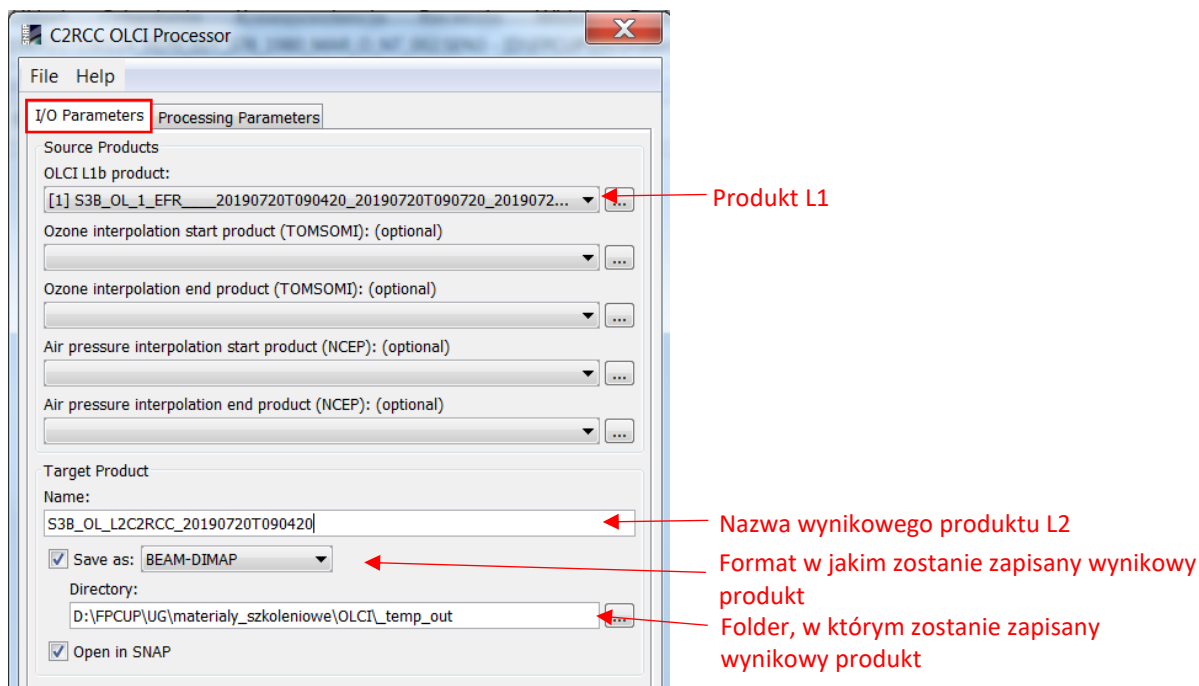 C2RCC OLCI Processor
File Help
I/O Parameters Processing Parameters
Source Products
OLCI L1b product:
[1] S3B_OL_1_EFR____20190720T090420_20190720T090720_2019072... ...
Produkt L1
Ozone interpolation start product (TOMSOMI): (optional)
...
Ozone interpolation end product (TOMSOMI): (optional)
...
Air pressure interpolation start product (NCEP): (optional)
...
Air pressure interpolation end product (NCEP): (optional)
...
Target Product
Name:
S3B_OL_L2C2RCC_20190720T090420
Nazwa wynikowego produktu L2
Save as: BEAM-DIMAP
Format w jakim zostanie zapisany wynikowy
produkt
Directory:
D:\FPCUP\UG\materialy_szkoleniowe\OLCI\_temp_out ...
Folder, w którym zostanie zapisany
wynikowy produkt
Open in SNAP